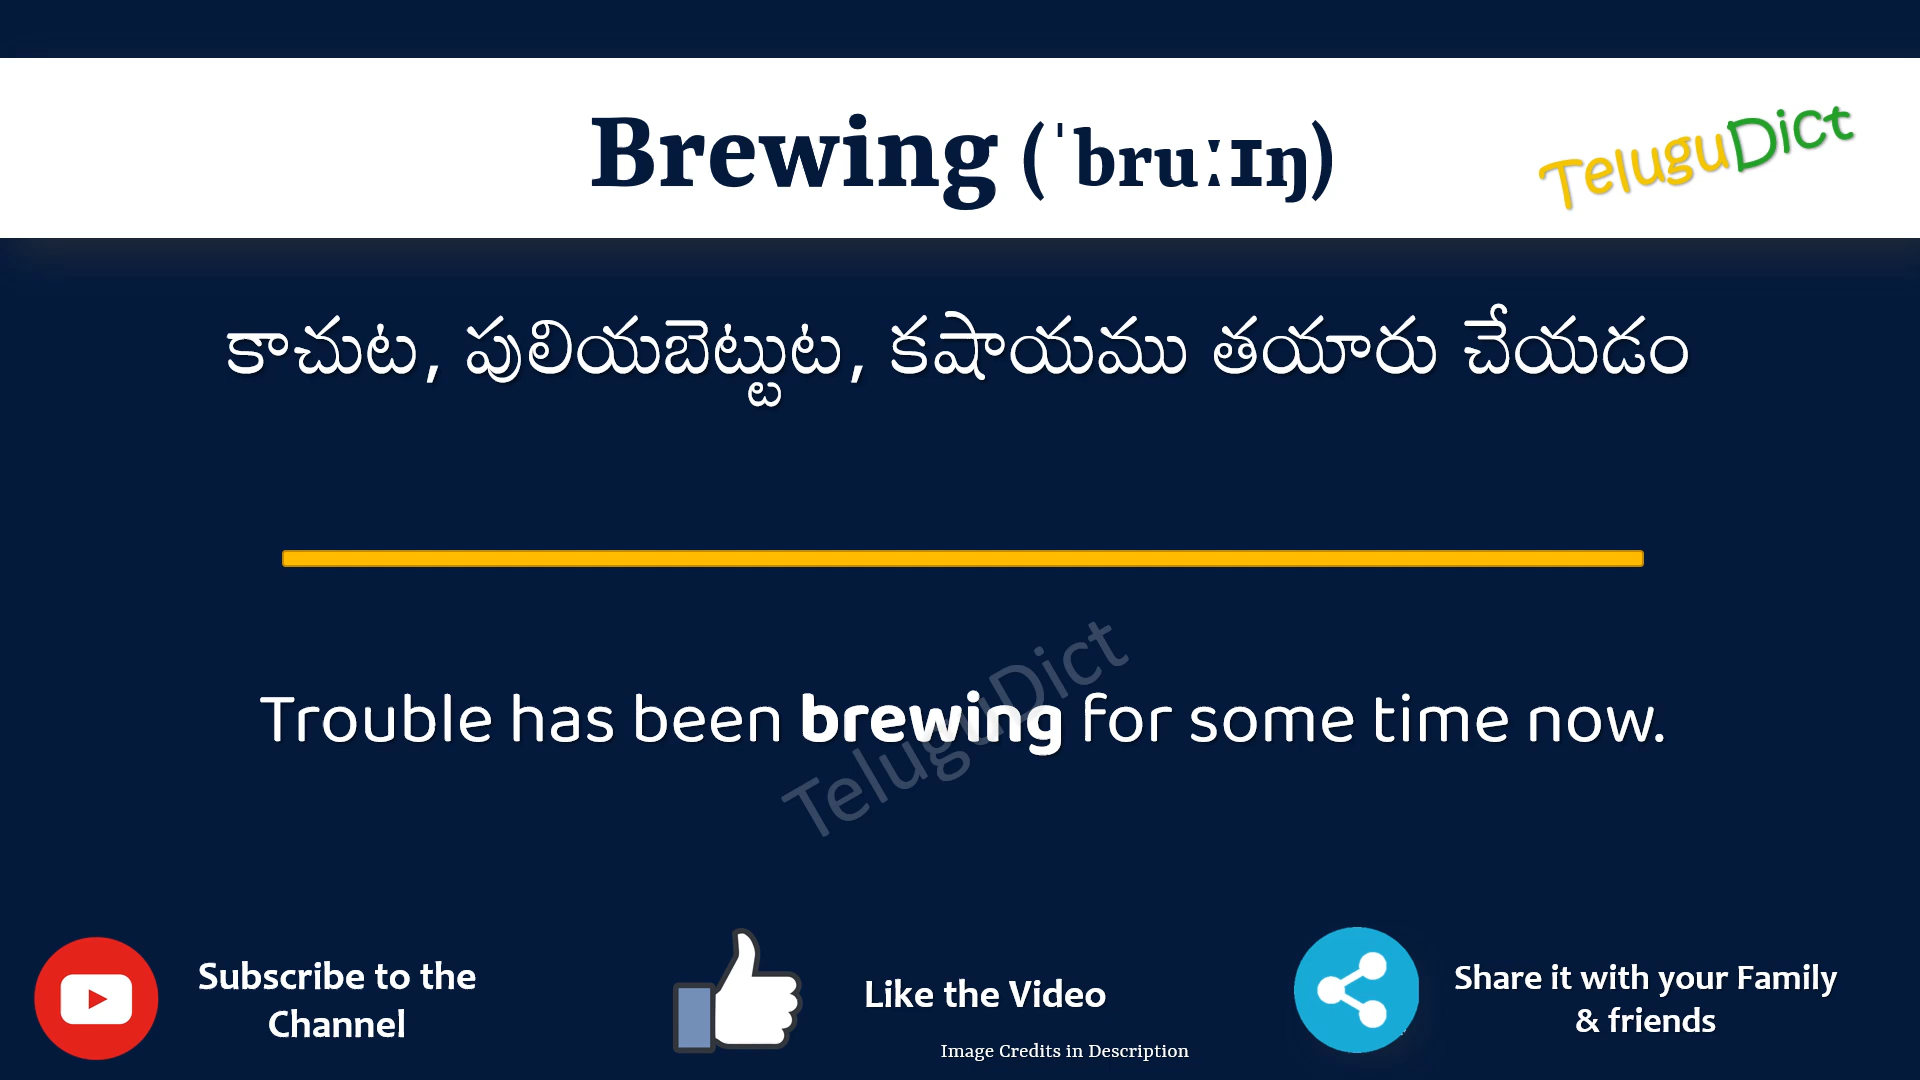 Brewing (ˈbruːɪŋ)
TeluguDict
కాచుట, పులియబెట్టుట, కషాయము తయారు చేయడం
Trouble has been brewing for some time now.
TeluguDict
Subscribe to the
Channel
Like the Video
Share it with your Family
& friends
Image Credits in Description